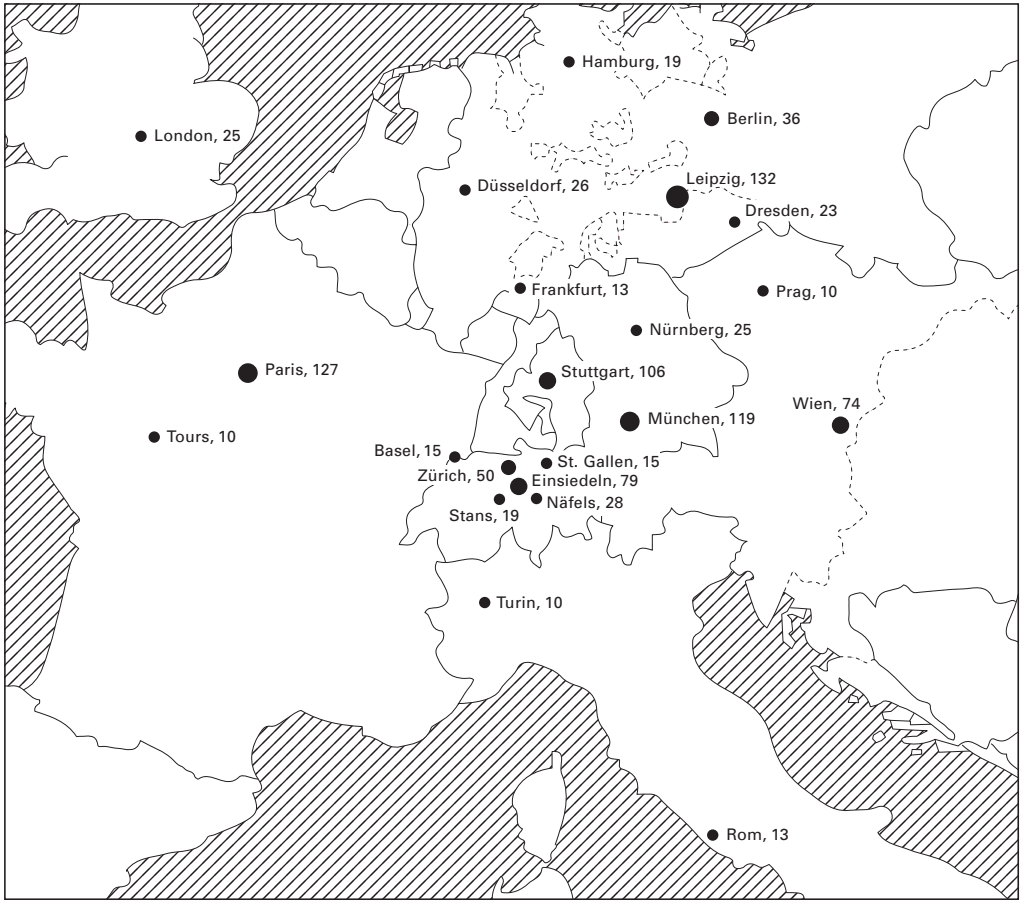 Hamburg, 19
Berlin, 36
London, 25
Leipzig, 132
Düsseldorf, 26
Dresden, 23
Frankfurt, 13
Prag, 10
Nürnberg, 25
Paris, 127
Stuttgart, 106
Wien, 74
München, 119
Tours, 10
Basel, 15
St. Gallen, 15
Zürich, 50
Einsiedeln, 79
Näfels, 28
Stans, 19
Turin, 10
Rom, 13